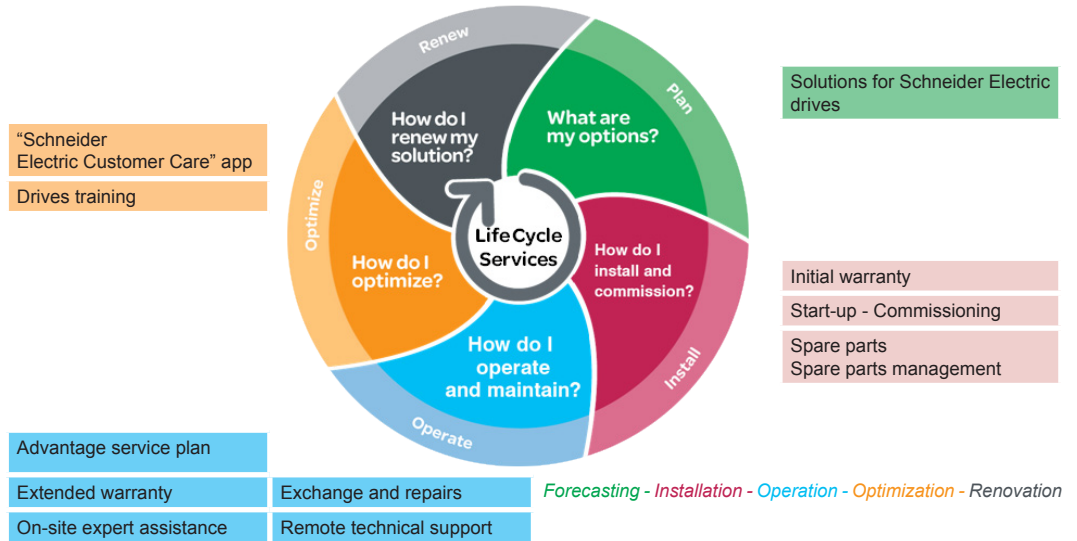 Renew
Plan
Install
Operate
Optimize
How do I
renew my
solution?
What are
my options?
How do I
install and
commission?
How do I
operate
and maintain?
How do I
optimize?
Life Cycle
Services
Solutions for Schneider Electric
drives
“Schneider
Electric Customer Care” app
Drives training
Initial warranty
Start-up - Commissioning
Spare parts
Spare parts management
Advantage service plan
Extended warranty
Exchange and repairs
On-site expert assistance
Remote technical support
Forecasting - Installation - Operation - Optimization - Renovation